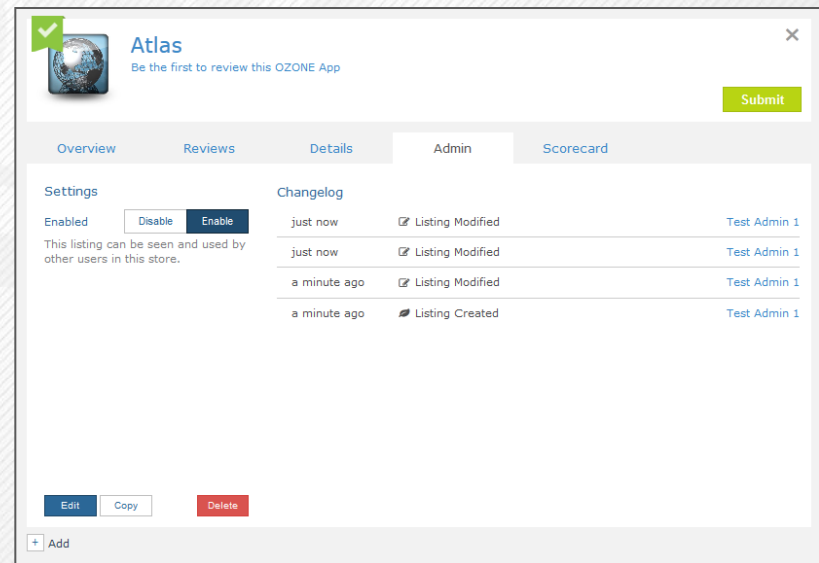 Atlas
Be the first to review this OZONE App
Submit
Overview Reviews Details Admin Scorecard
Settings
Enabled Disable Enable
This listing can be seen and used by
other users in this store.
Changelog
just now Listing Modified Test Admin 1
just now Listing Modified Test Admin 1
a minute ago Listing Modified Test Admin 1
a minute ago Listing Created Test Admin 1
Edit Copy Delete
+ Add